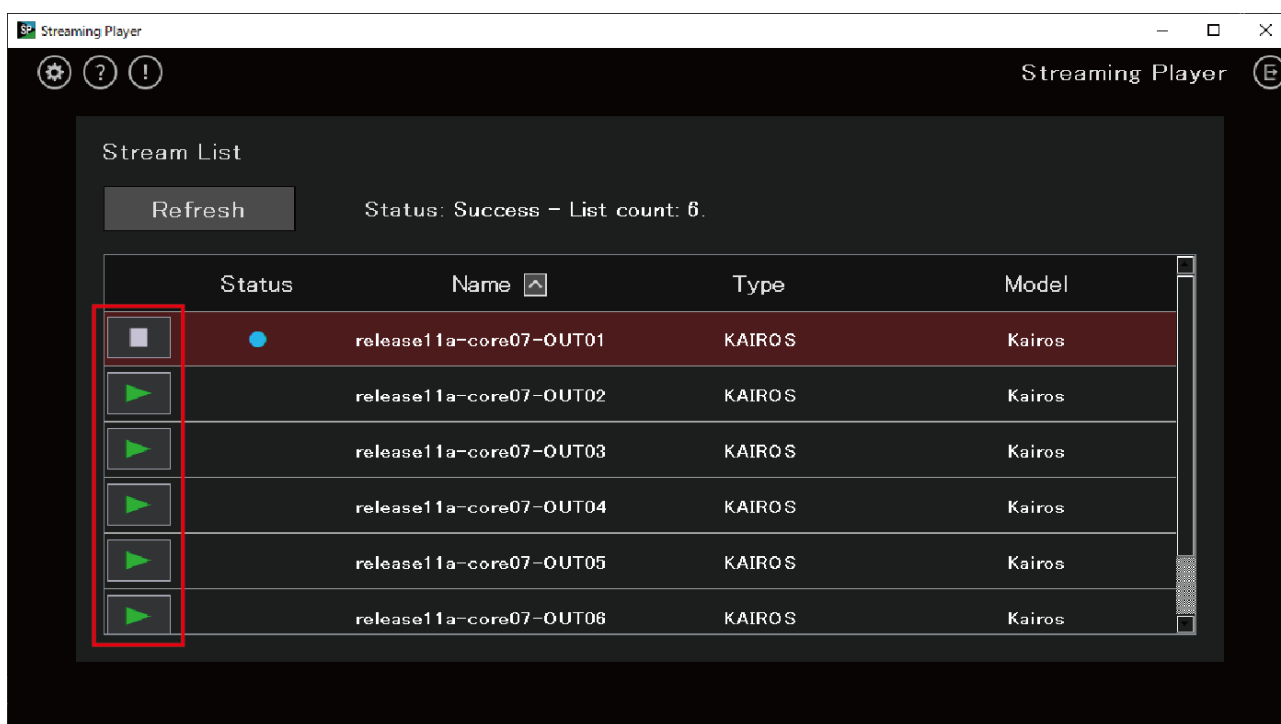 SP Streaming Player
? ! Streaming Player
Stream List
Refresh Status: Success - List count: 6.
Status Name Type Model
release11a-core07-OUT01 KAIROS Kairos
release11a-core07-OUT02 KAIROS Kairos
release11a-core07-OUT03 KAIROS Kairos
release11a-core07-OUT04 KAIROS Kairos
release11a-core07-OUT05 KAIROS Kairos
release11a-core07-OUT06 KAIROS Kairos